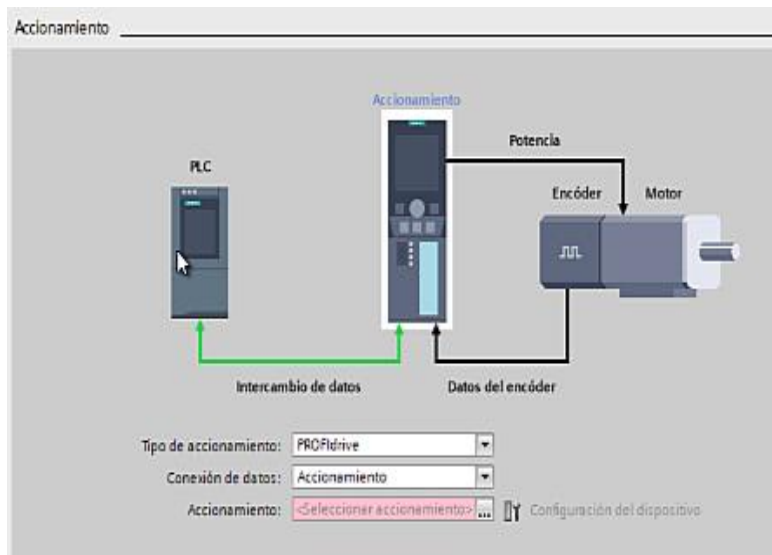 Accionamiento
Accionamiento
Potencia
PLC
Encóder Motor
Intercambio de datos Datos del encóder
Tipo de accionamiento: PROFIdrive
Conexión de datos: Accionamiento
Accionamiento: <Seleccionar accionamiento> ... Configuración del dispositivo